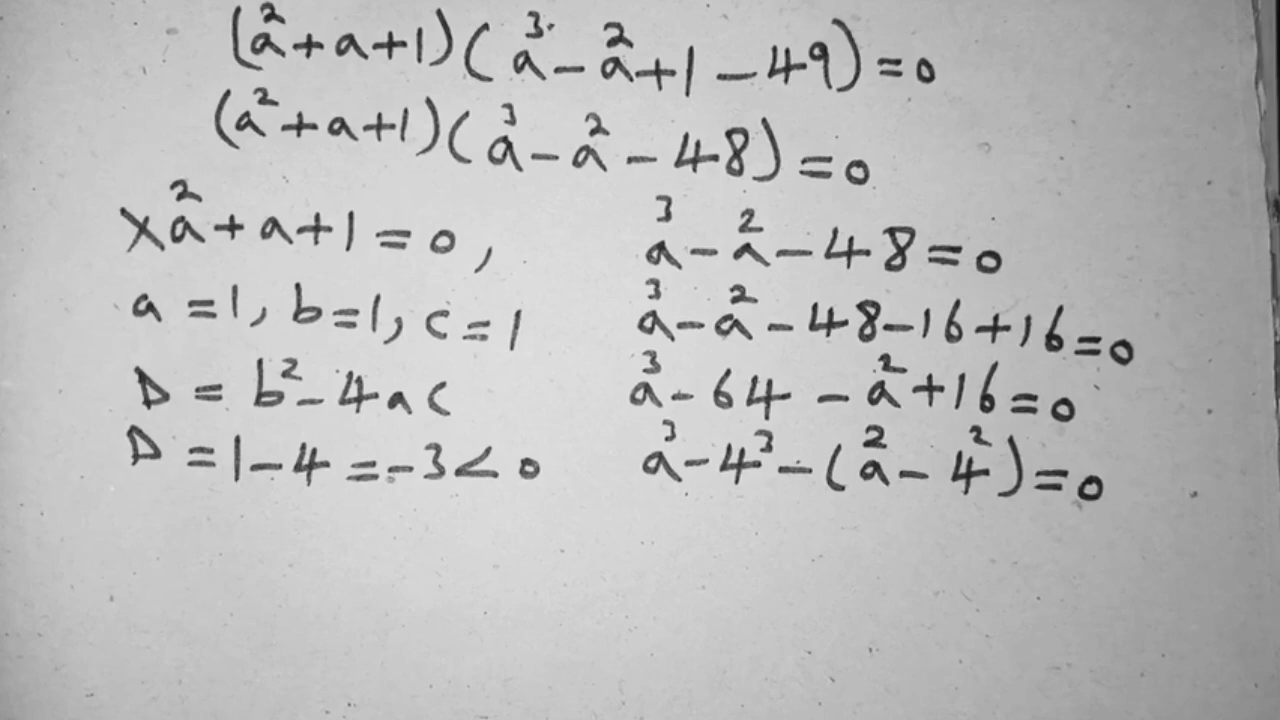 (a²+a+1)(a³-a²+1-49)=0
(a²+a+1)(a³-a²-48)=0
xa²+a+1=0, a³-a²-48=0
a=1, b=1, c=1 a³-a²-48-16+16=0
D=b²-4ac a³-64-a²+16=0
D=1-4=-3<0 a³-4³-(a²-4²)=0